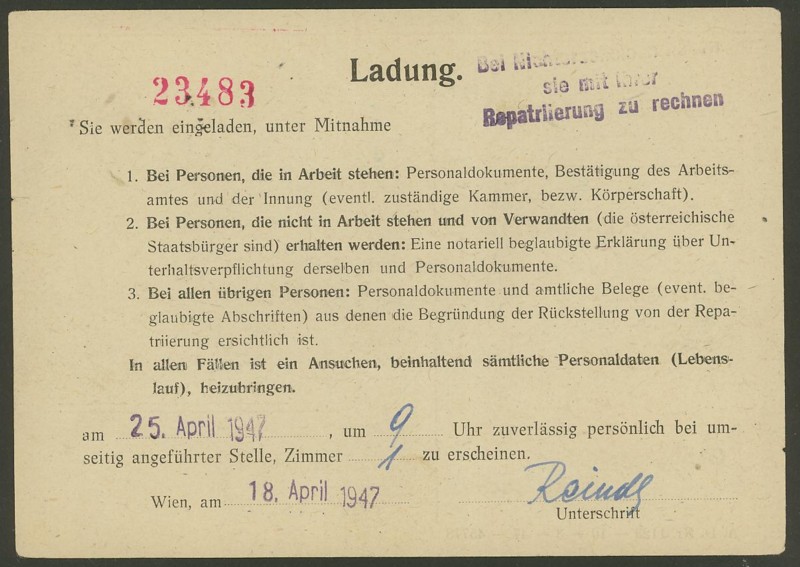 Ladung.
23483
Bei
sie mit Ihrer
Repatriierung zu rechnen
Sie werden eingeladen, unter Mitnahme
1. Bei Personen, die in Arbeit stehen: Personaldokumente, Bestätigung des Arbeits-
amtes und der Innung (eventl. zuständige Kammer, bezw. Körperschaft).
2. Bei Personen, die nicht in Arbeit stehen und von Verwandten (die österreichische
Staatsbürger sind) erhalten werden: Eine notariell beglaubigte Erklärung über Un-
terhaltsverpflichtung derselben und Personaldokumente.
3. Bei allen übrigen Personen: Personaldokumente und amtliche Belege (event. be-
glaubigte Abschriften) aus denen die Begründung der Rückstellung von der Repa-
triierung ersichtlich ist.
In allen Fällen ist ein Ansuchen, beinhaltend sämtliche Personaldaten (Lebens-
lauf), heizubringen.
am 25. April 1947, um 9 Uhr zuverlässig persönlich bei um-
seitig angeführter Stelle, Zimmer 1 zu erscheinen.
Wien, am 18. April 1947
Unterschrift